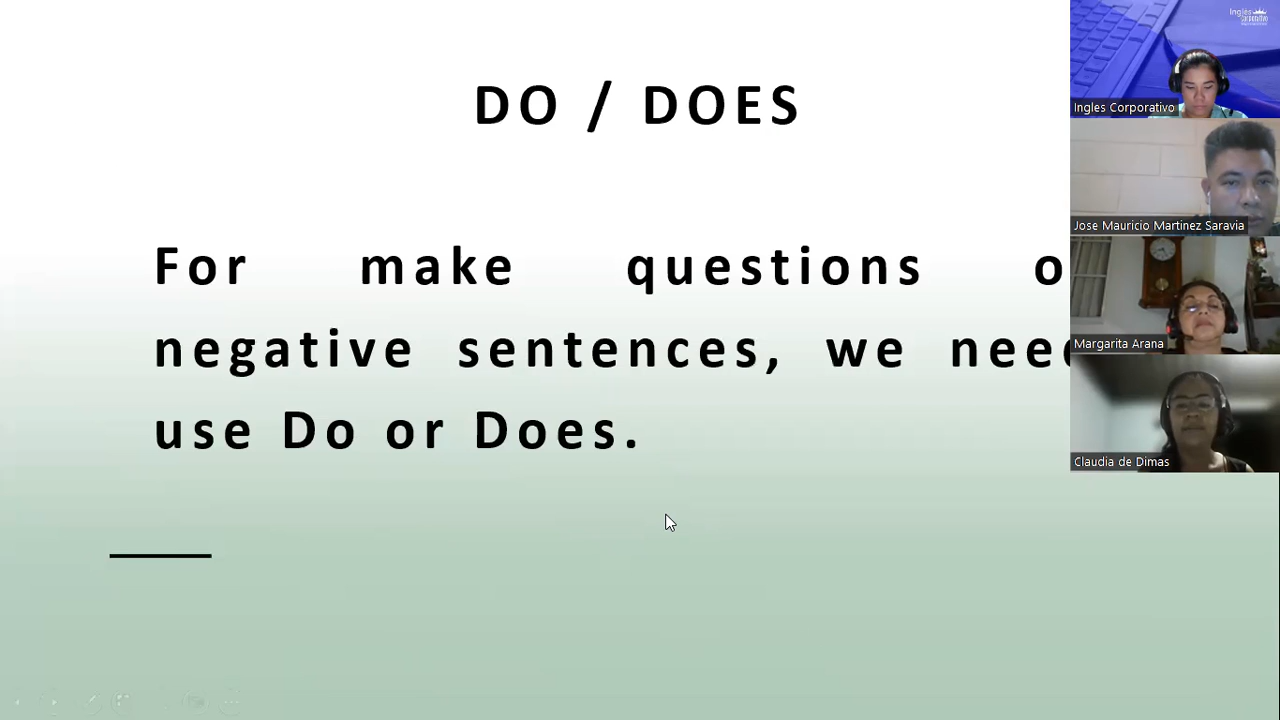 DO / DOES
For make questions
negative sentences, we
use Do or Does.
Ingles Corporativo
Jose Mauricio Martinez Saravia
Margarita Arana
Claudia de Dimas